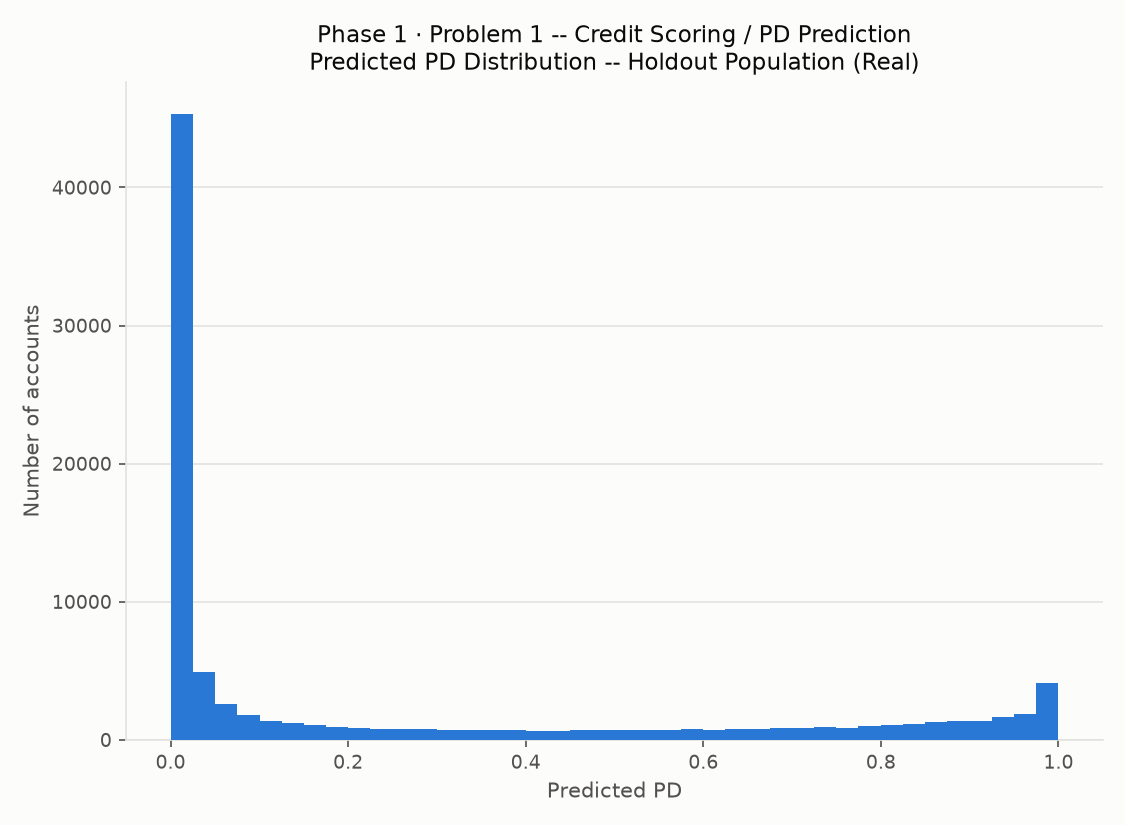 Phase 1 · Problem 1 -- Credit Scoring / PD Prediction
Predicted PD Distribution -- Holdout Population (Real)
Number of accounts
40000
30000
20000
10000
0
0.0
0.2
0.4
0.6
0.8
1.0
Predicted PD